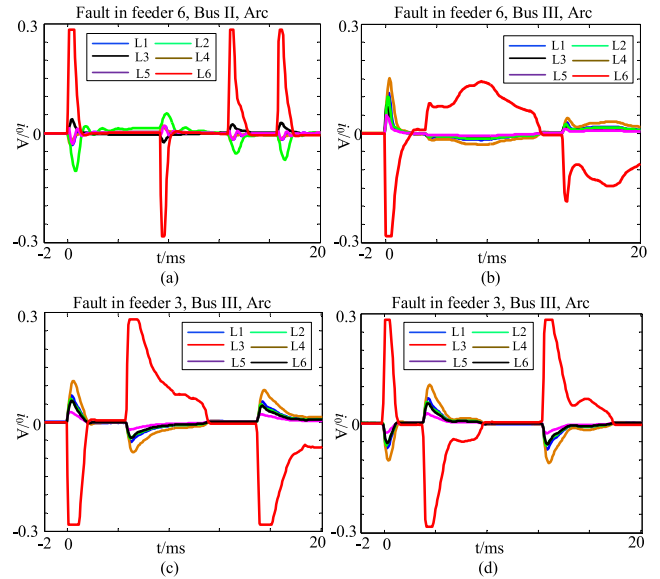 Fault in feeder 6, Bus II, Arc
0.3
L1 L2
L3 L4
L5 L6
i0/A
0
-0.3
-2 0 20
t/ms
(a)
Fault in feeder 6, Bus III, Arc
0.3
L1 L2
L3 L4
L5 L6
i0/A
0
-0.3
-2 0 20
t/ms
(b)
Fault in feeder 3, Bus III, Arc
0.3
L1 L2
L3 L4
L5 L6
i0/A
0
-0.3
-2 0 20
t/ms
(c)
Fault in feeder 3, Bus III, Arc
0.3
L1 L2
L3 L4
L5 L6
i0/A
0
-0.3
-2 0 20
t/ms
(d)